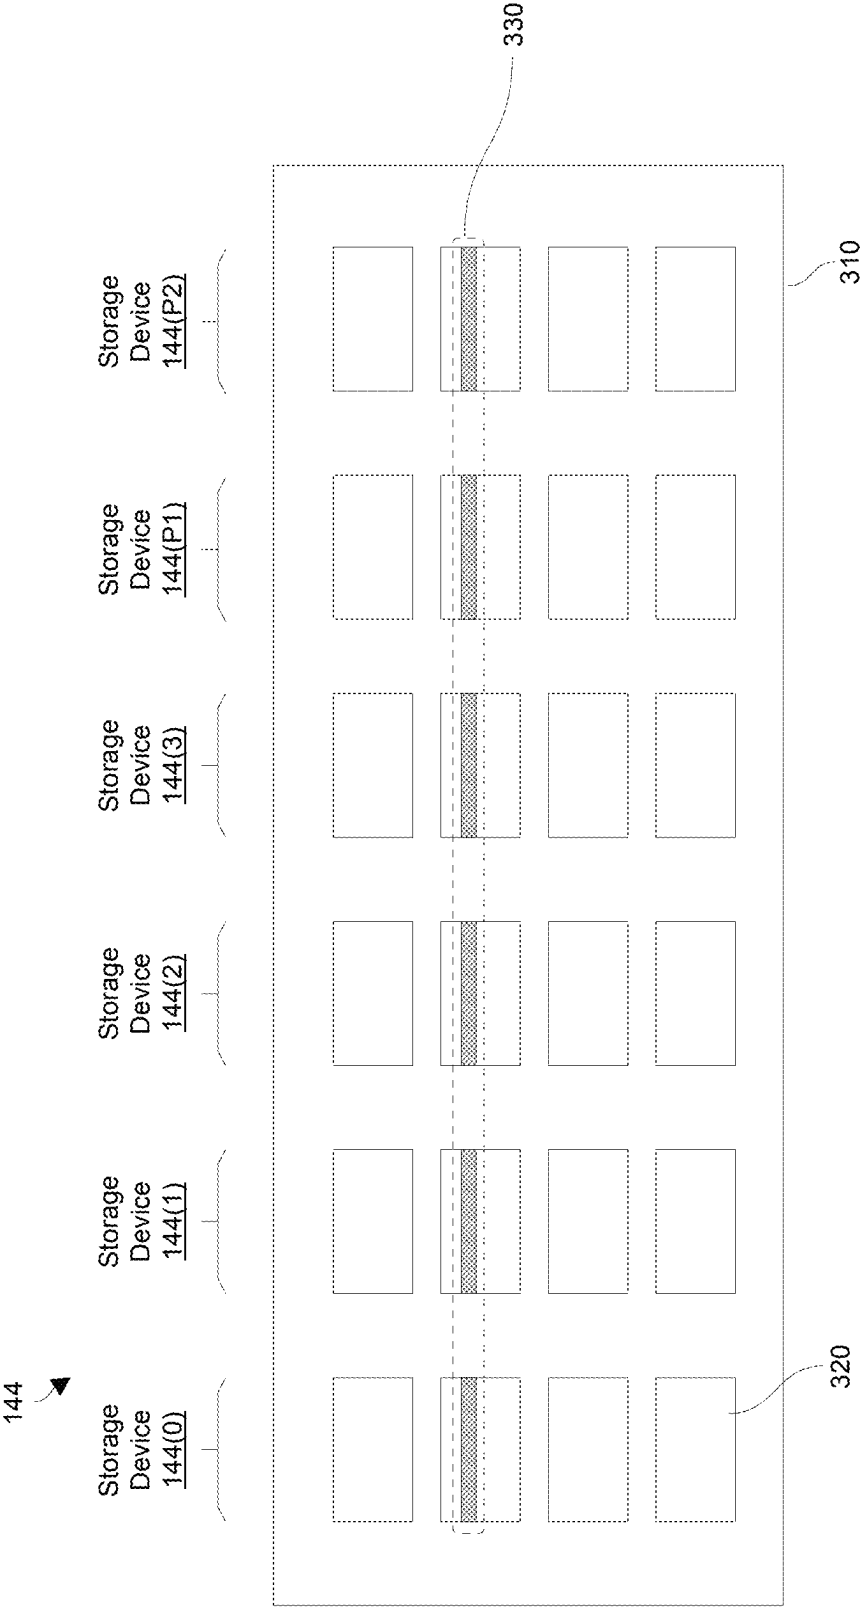 144
Storage
Device
144(0)
Storage
Device
144(1)
Storage
Device
144(2)
Storage
Device
144(3)
Storage
Device
144(P1)
Storage
Device
144(P2)
330
310
320